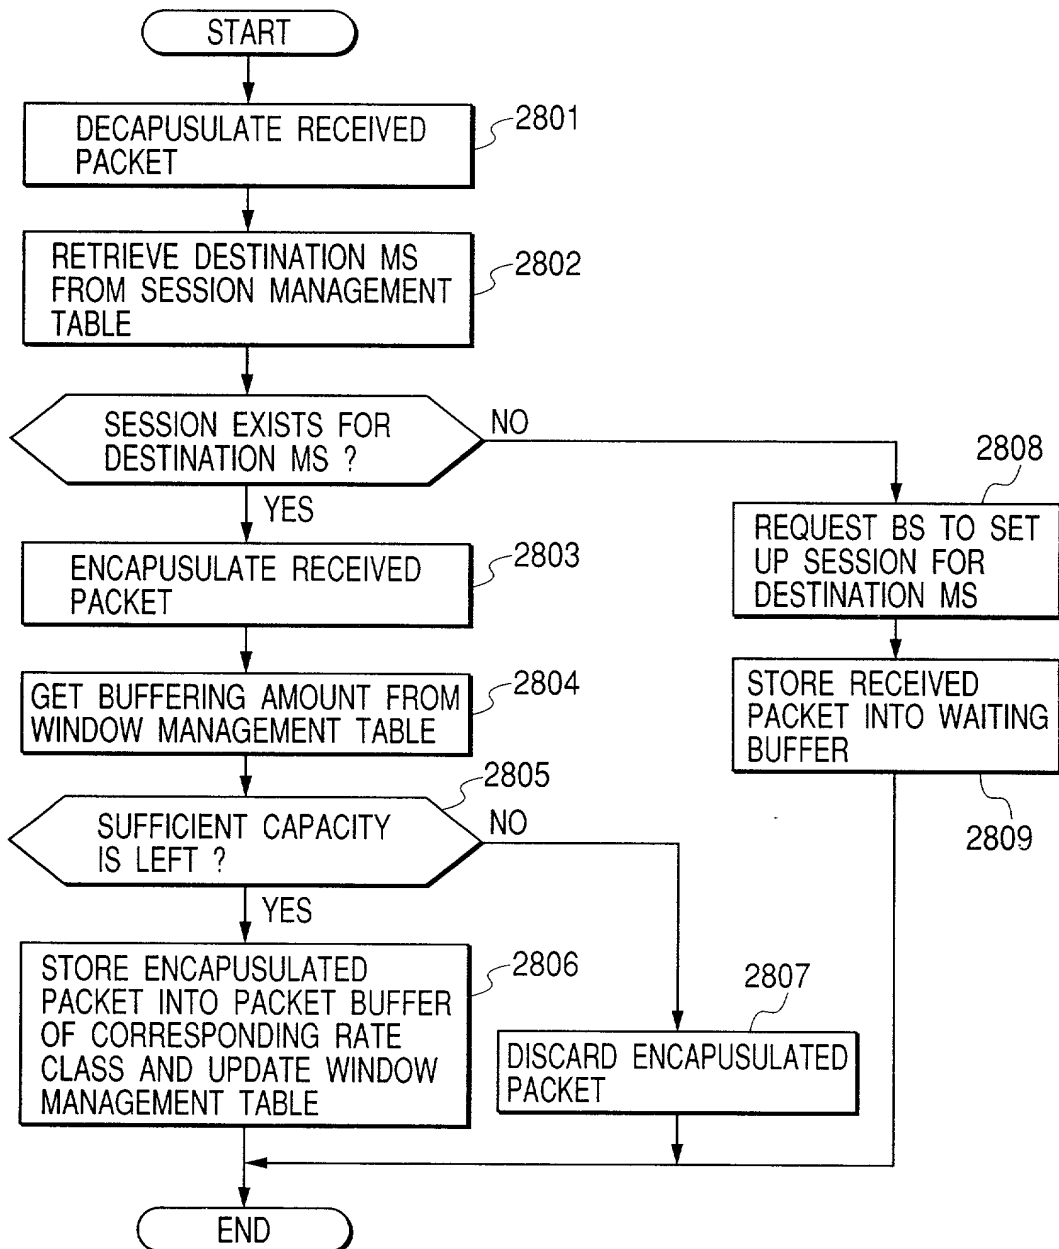 START
DECAPUSULATE RECEIVED
PACKET
2801
RETRIEVE DESTINATION MS
FROM SESSION MANAGEMENT
TABLE
2802
SESSION EXISTS FOR
DESTINATION MS ?
NO
YES
2808
REQUEST BS TO SET
UP SESSION FOR
DESTINATION MS
ENCAPUSULATE RECEIVED
PACKET
2803
STORE RECEIVED
PACKET INTO WAITING
BUFFER
2809
GET BUFFERING AMOUNT FROM
WINDOW MANAGEMENT TABLE
2804
2805
SUFFICIENT CAPACITY
IS LEFT ?
NO
YES
STORE ENCAPUSULATED
PACKET INTO PACKET BUFFER
OF CORRESPONDING RATE
CLASS AND UPDATE WINDOW
MANAGEMENT TABLE
2806
2807
DISCARD ENCAPUSULATED
PACKET
END